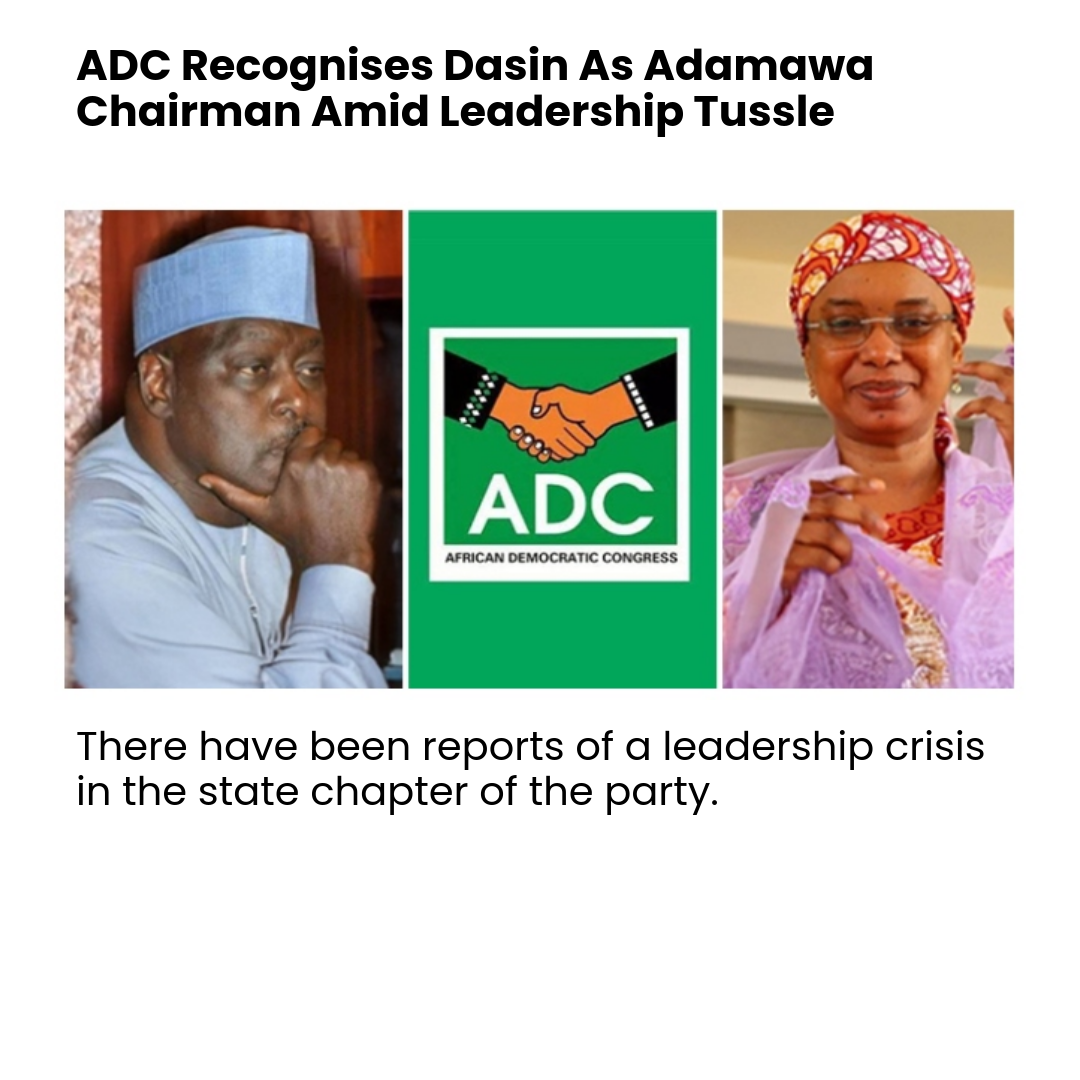 ADC Recognises Dasin As Adamawa
Chairman Amid Leadership Tussle
ADC
AFRICAN DEMOCRATIC CONGRESS
There have been reports of a leadership crisis
in the state chapter of the party.